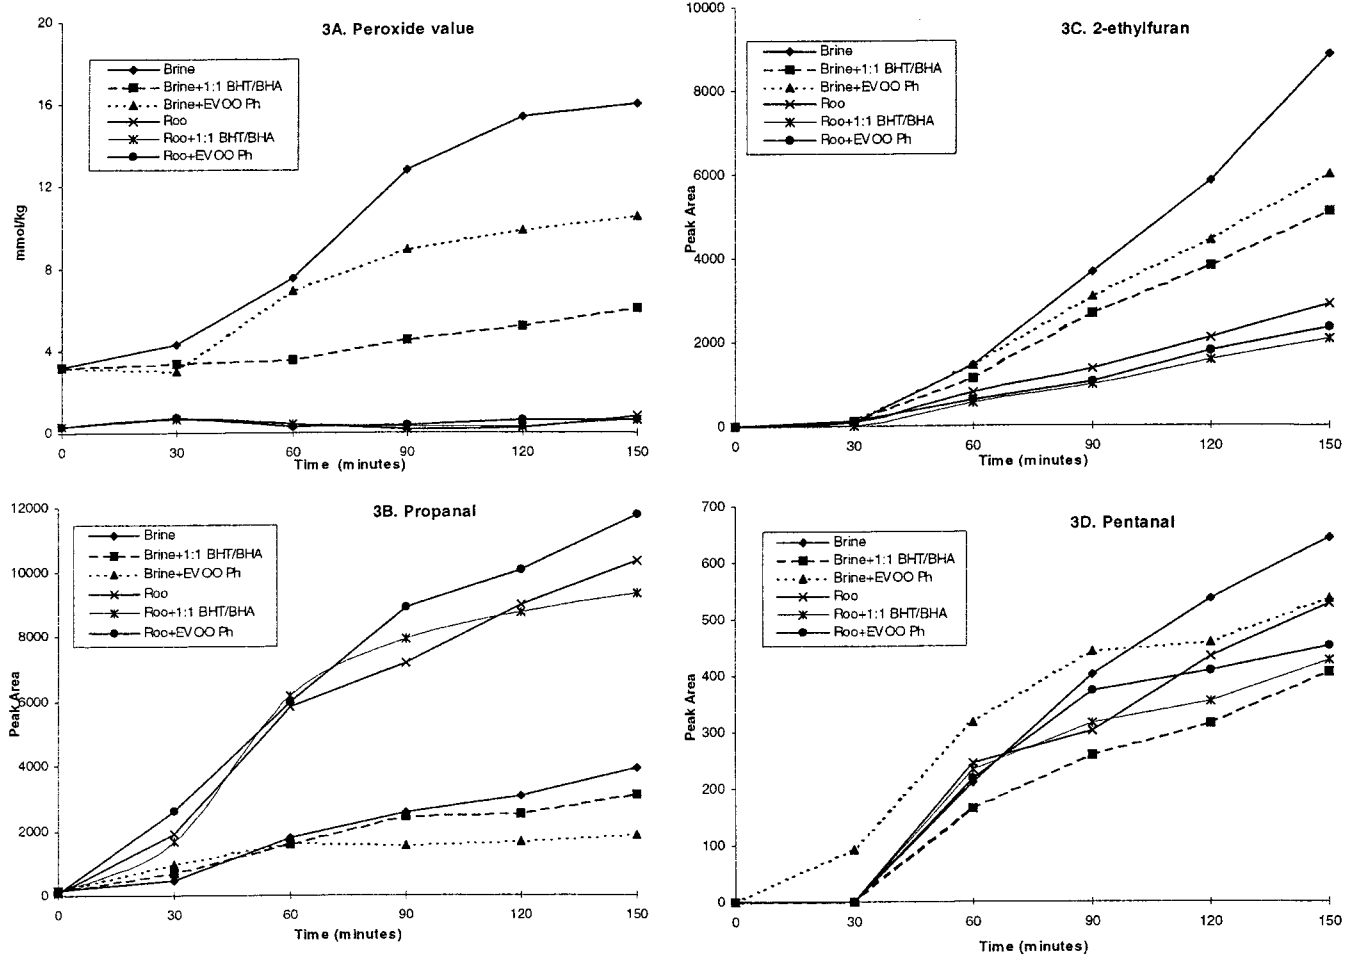 3A. Peroxide value
20
16
12
8
4
0
mmol/kg
Brine
Brine+1:1 BHT/BHA
Brine+EVOO Ph
Roo
Roo+1:1 BHT/BHA
Roo+EVOO Ph
0 30 60 90 120 150
Time (minutes)
3C. 2-ethylfuran
10000
8000
6000
4000
2000
0
Peak Area
Brine
Brine+1:1 BHT/BHA
Brine+EVOO Ph
Roo
Roo+1:1 BHT/BHA
Roo+EVOO Ph
0 30 60 90 120 150
Time (minutes)
3B. Propanal
12000
10000
8000
6000
4000
2000
0
Peak Area
Brine
Brine+1:1 BHT/BHA
Brine+EVOO Ph
Roo
Roo+1:1 BHT/BHA
Roo+EVOO Ph
0 30 60 90 120 150
Time (minutes)
3D. Pentanal
700
600
500
400
300
200
100
0
Peak Area
Brine
Brine+1:1 BHT/BHA
Brine+EVOO Ph
Roo
Roo+1:1 BHT/BHA
Roo+EVOO Ph
0 30 60 90 120 150
Time (minutes)